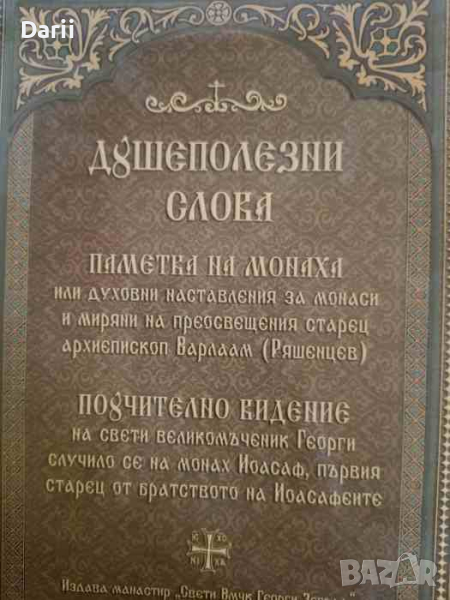 Darii
ДУШЕПОЛЕЗНИ
СЛОВА
ПАМЕТКА НА МОНАХА
или духовни наставления за монаси
и миряни на преосвещения старец
архиепископ Варлаам (Ряшенцев)
ПОУЧИТЕЛНО ВИДЕНИЕ
на свети великомъченик Георги
случило се на монах Иоасаф, първия
старец от братството на Иоасафеите
Издава манастир „Свети Вмчк Георги
BAZAR.bg